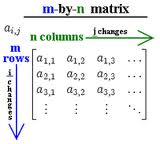 m-by-n matrix
a_{i,j}
n columns
j changes
m rows
i changes
a_{1,1} a_{1,2} a_{1,3} ...
a_{2,1} a_{2,2} a_{2,3} ...
a_{3,1} a_{3,2} a_{3,3} ...
⋮ ⋮ ⋮ ⋱